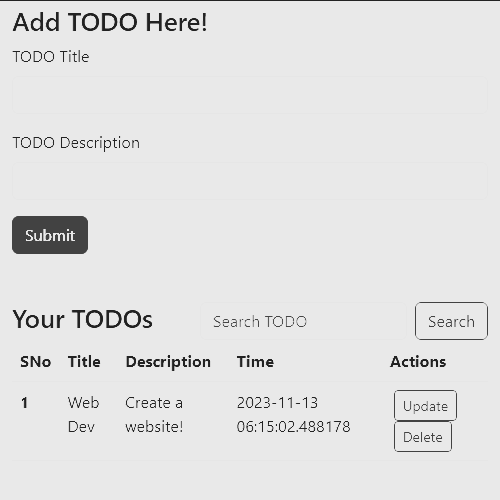 Add TODO Here!
TODO Title
TODO Description
Submit
Your TODOs
Search TODO
Search
SNo Title Description Time Actions
1 Web Create a 2023-11-13 Update
Dev website! 06:15:02.488178 Delete